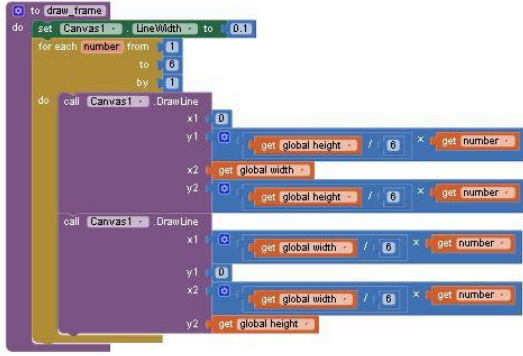 to draw_frame
do set Canvas1 . LineWidth to 0.1
for each number from 1
to 6
by 1
do call Canvas1 .DrawLine
x1 0
y1 get global height / 6 × get number
x2 get global width
y2 get global height / 6 × get number
call Canvas1 .DrawLine
x1 get global width / 6 × get number
y1 0
x2 get global width / 6 × get number
y2 get global height